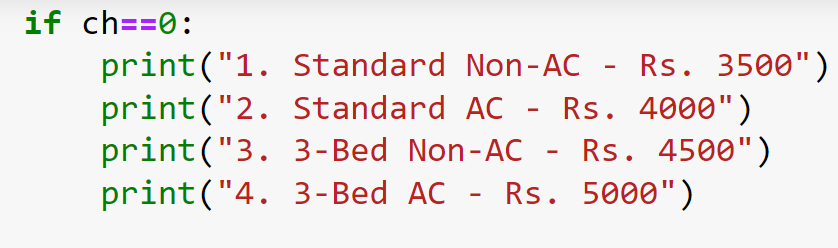 if ch==0:
    print("1. Standard Non-AC - Rs. 3500")
    print("2. Standard AC - Rs. 4000")
    print("3. 3-Bed Non-AC - Rs. 4500")
    print("4. 3-Bed AC - Rs. 5000")